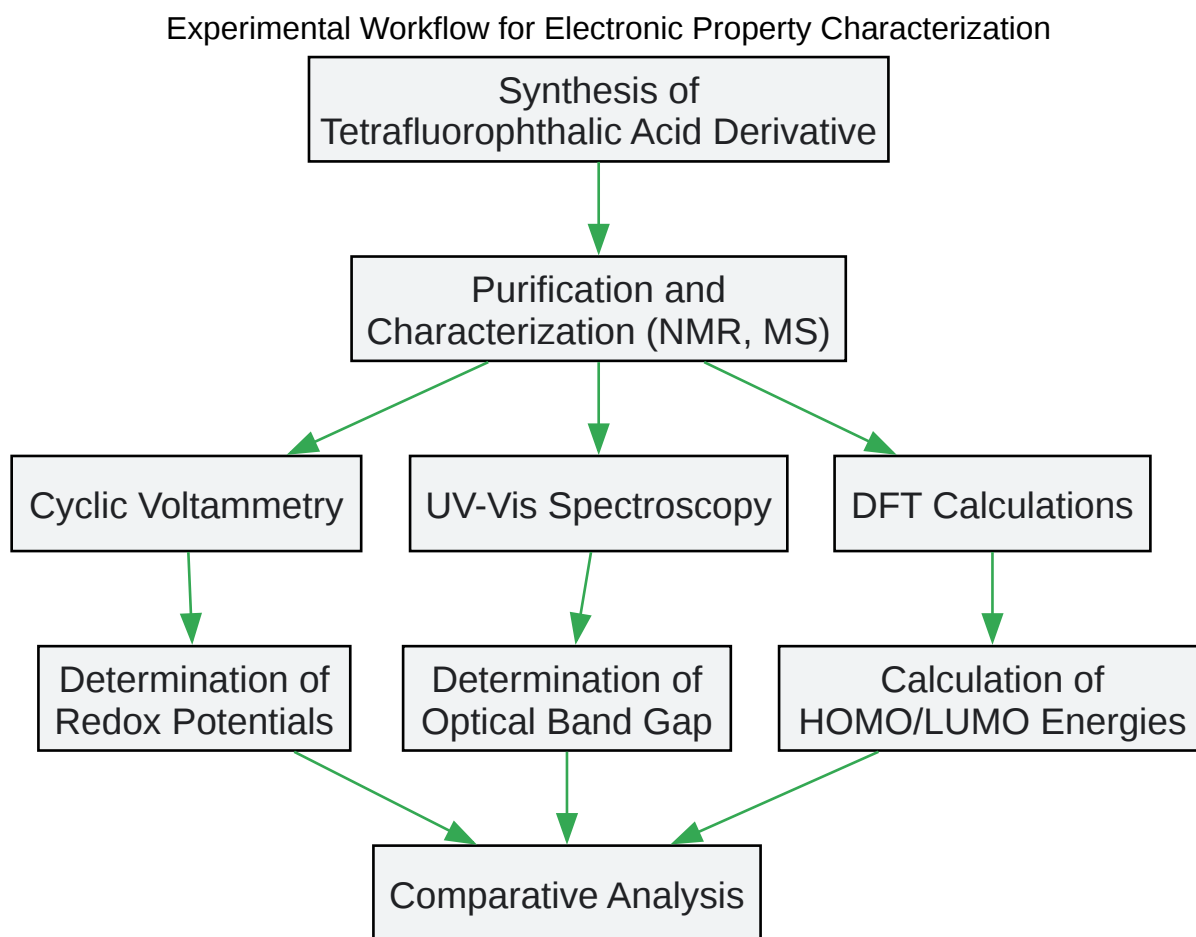 Experimental Workflow for Electronic Property Characterization
Synthesis of
Tetrafluorophthalic Acid Derivative
Purification and
Characterization (NMR, MS)
Cyclic Voltammetry
UV-Vis Spectroscopy
DFT Calculations
Determination of
Redox Potentials
Determination of
Optical Band Gap
Calculation of
HOMO/LUMO Energies
Comparative Analysis